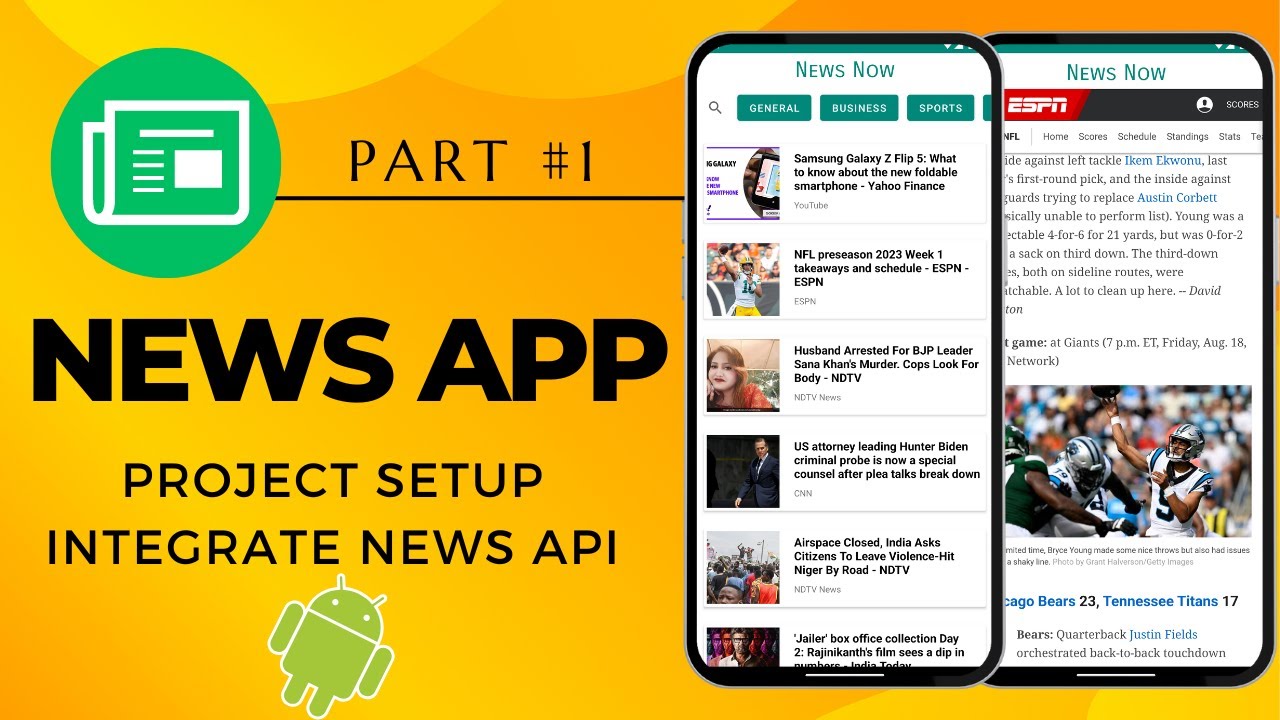 PART #1
NEWS APP
PROJECT SETUP
INTEGRATE NEWS API
News Now
GENERAL
BUSINESS
SPORTS
Samsung Galaxy Z Flip 5: What
to know about the new foldable
smartphone - Yahoo Finance
YouTube
NFL preseason 2023 Week 1
takeaways and schedule - ESPN -
ESPN
ESPN
Husband Arrested For BJP Leader
Sana Khan's Murder. Cops Look For
Body - NDTV
NDTV News
US attorney leading Hunter Biden
criminal probe is now a special
counsel after plea talks break down
CNN
Airspace Closed, India Asks
Citizens To Leave Violence-Hit
Niger By Road - NDTV
NDTV News
'Jailer' box office collection Day
2: Rajinikanth's film sees a dip in
numbers - India Today
News Now
ESPN
SCORES
NFL Home Scores Schedule Standings Stats Te
ide against left tackle Ikem Ekwonu, last
's first-round pick, and the inside against
guards trying to replace Austin Corbett
sically unable to perform list). Young was a
ectable 4-for-6 for 21 yards, but was 0-for-2
a sack on third down. The third-down
es, both on sideline routes, were
atchable. A lot to clean up here. -- David
ton
t game: at Giants (7 p.m. ET, Friday, Aug. 18,
Network)
imited time, Bryce Young made some nice throws but also had issues
a shaky line. Photo by Grant Halverson/Getty Images
cago Bears 23, Tennessee Titans 17
Bears: Quarterback Justin Fields
orchestrated back-to-back touchdown